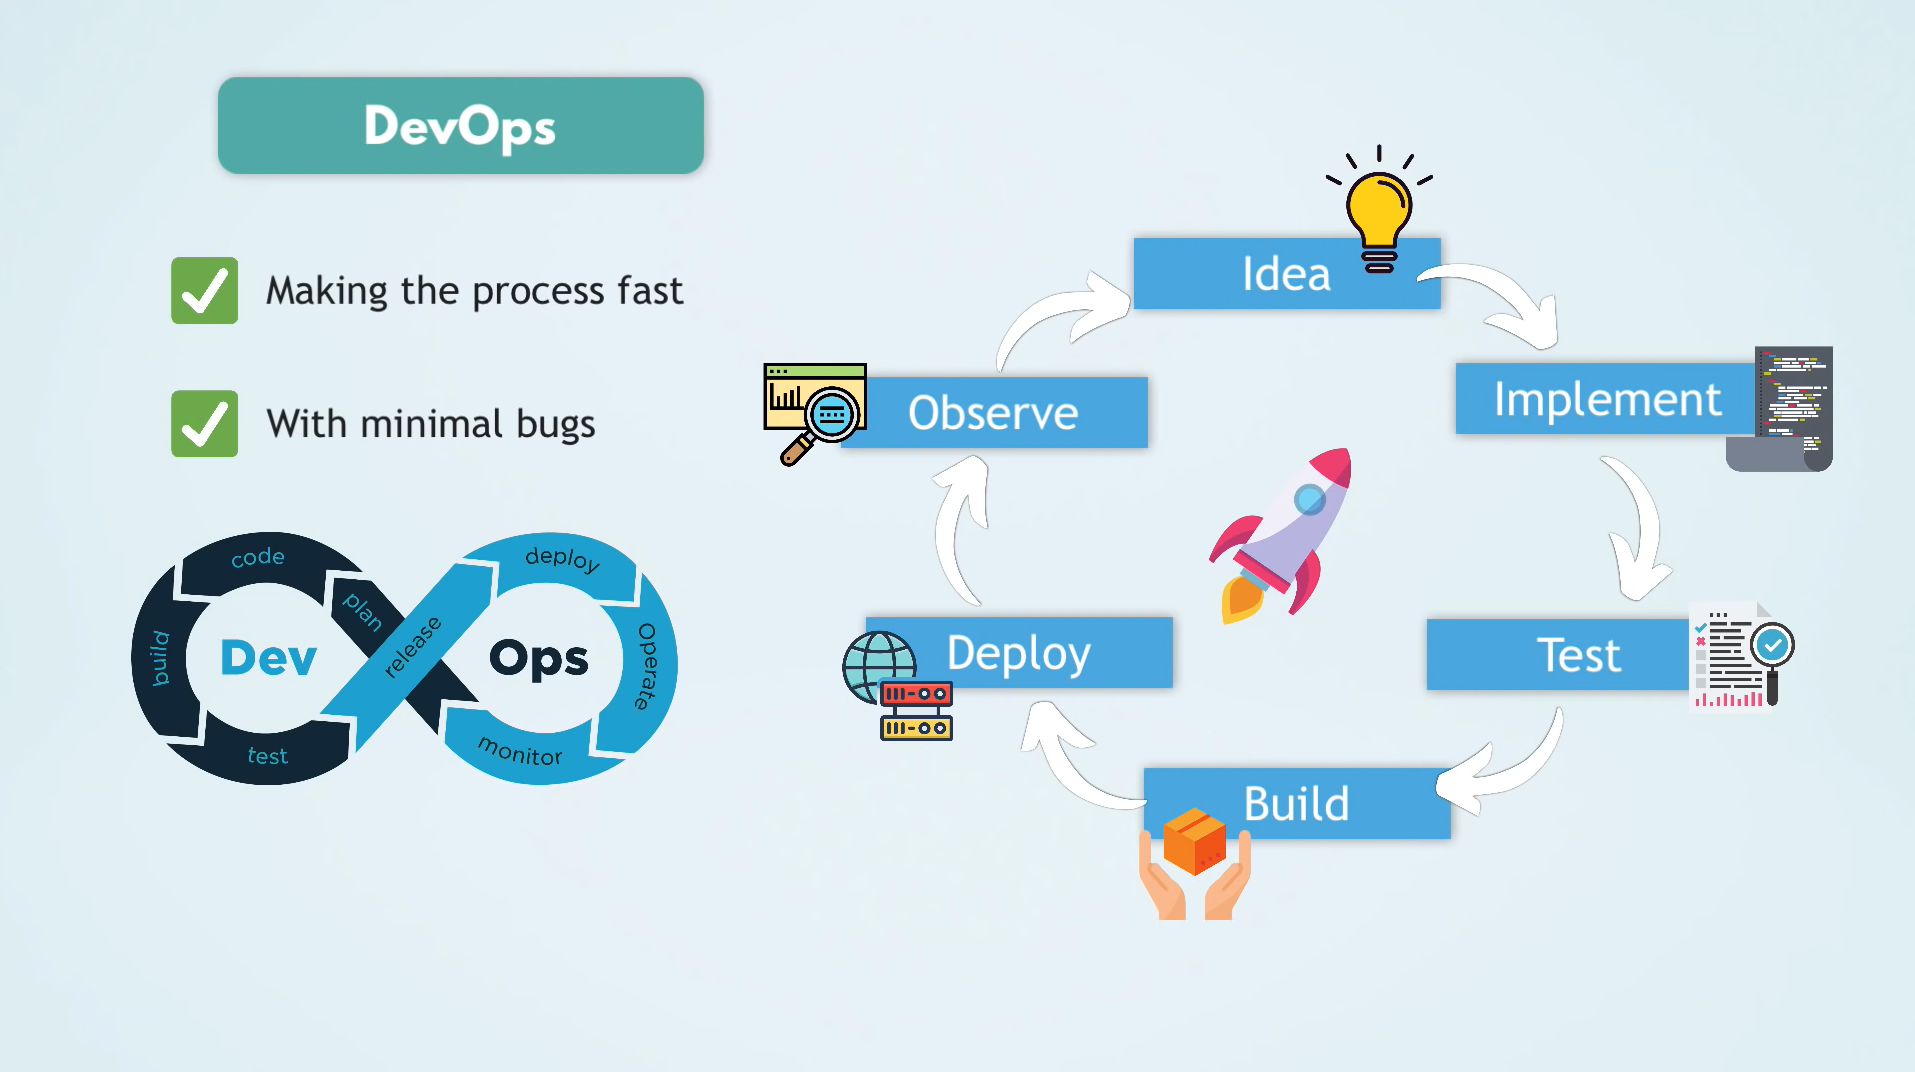 DevOps
Making the process fast
With minimal bugs
code
plan
build
Dev
test
release
deploy
Ops
Operate
monitor
Idea
Implement
Test
Build
Deploy
Observe